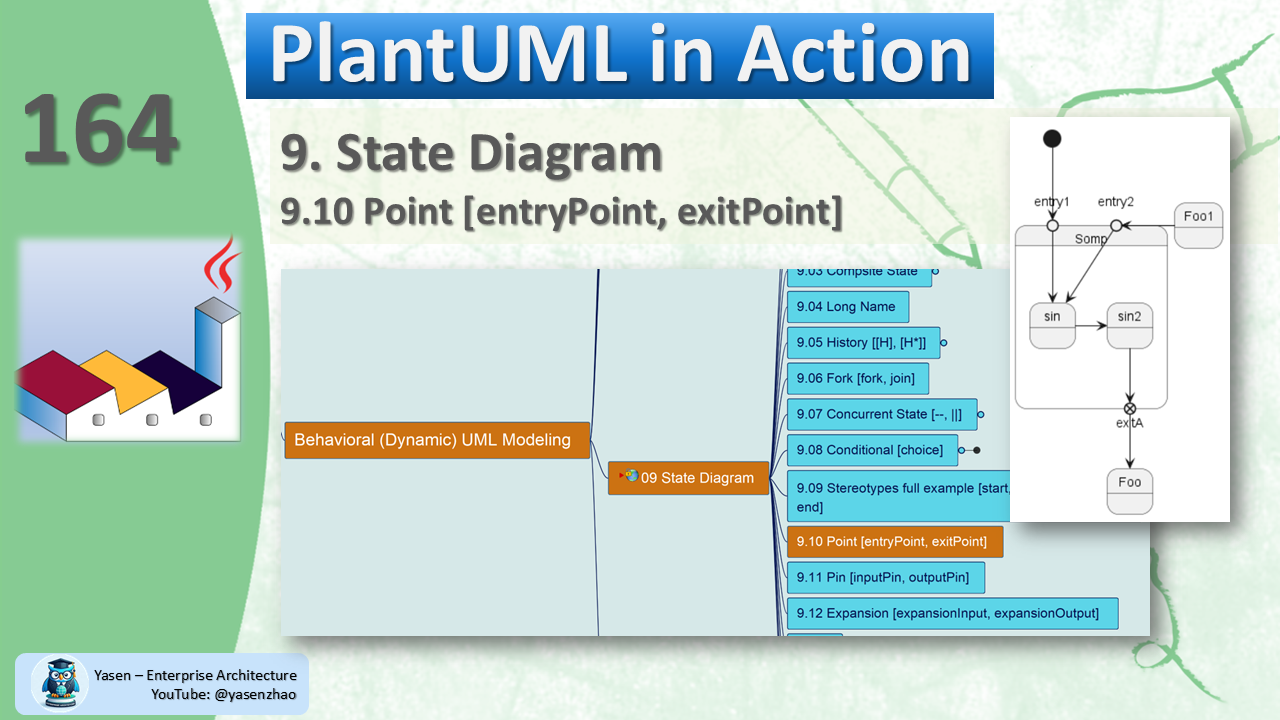 PlantUML in Action
164
9. State Diagram
9.10 Point [entryPoint, exitPoint]
9.03 Compsite State
9.04 Long Name
9.05 History [[H], [H*]]
9.06 Fork [fork, join]
9.07 Concurrent State [--, ||]
Behavioral (Dynamic) UML Modeling
9.08 Conditional [choice]
09 State Diagram
9.09 Stereotypes full example [start,
end]
9.10 Point [entryPoint, exitPoint]
9.11 Pin [inputPin, outputPin]
9.12 Expansion [expansionInput, expansionOutput]
entry1
entry2
Foo1
Somp
sin
sin2
exitA
Foo
Yasen – Enterprise Architecture
YouTube: @yasenzhao